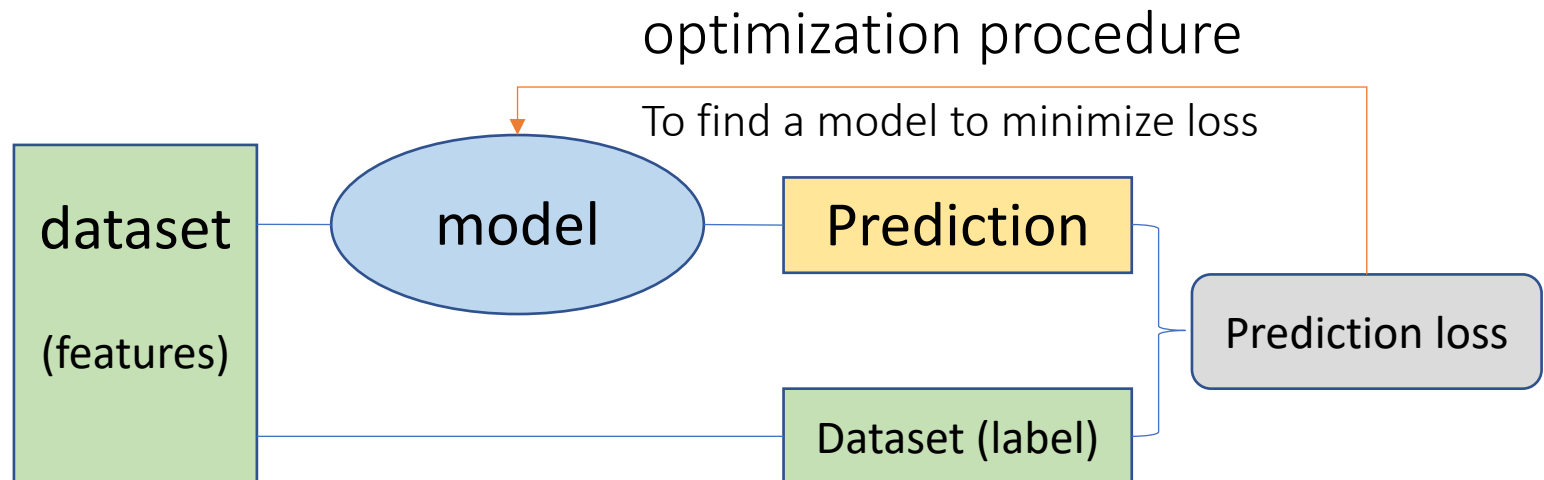 optimization procedure
To find a model to minimize loss
dataset
(features)
model
Prediction
Prediction loss
Dataset (label)